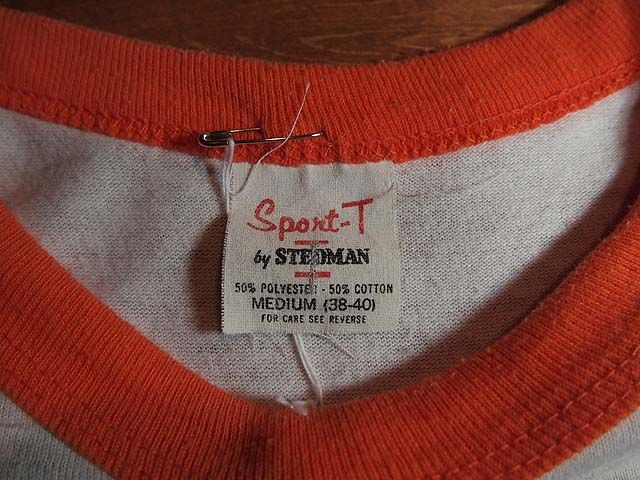 Sport-T
by STEDMAN
50% POLYESTER - 50% COTTON
MEDIUM (38-40)
FOR CARE SEE REVERSE